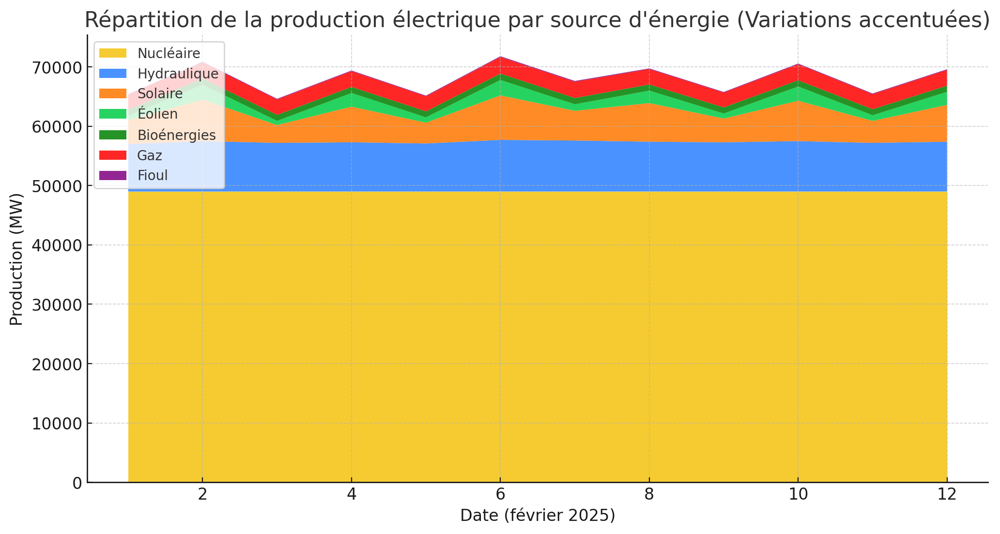 Répartition de la production électrique par source d'énergie (Variations accentuées)
Nucléaire
Hydraulique
Solaire
Éolien
Bioénergies
Gaz
Fioul
Production (MW)
70000
60000
50000
40000
30000
20000
10000
0
2 4 6 8 10 12
Date (février 2025)